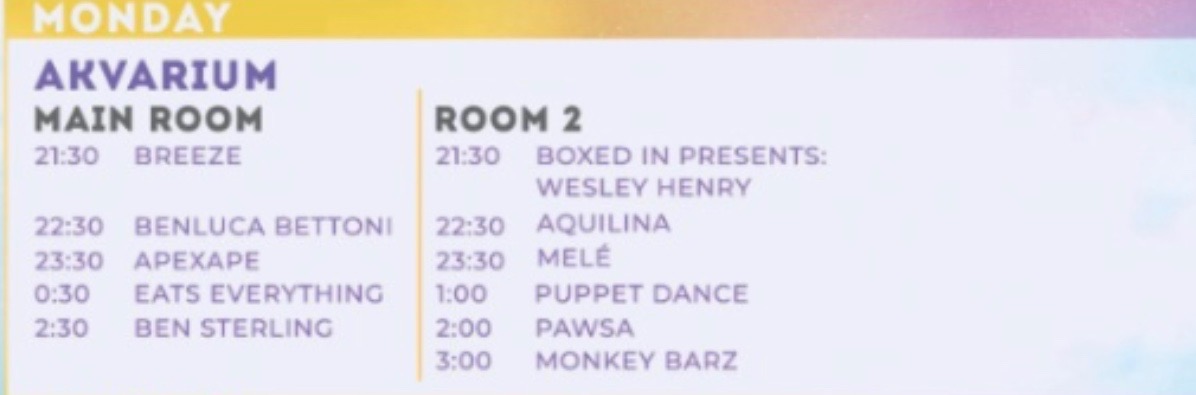 MONDAY
AKVARIUM
MAIN ROOM
21:30 BREEZE
22:30 BENLUCA BETTONI
23:30 APEXAPE
0:30 EATS EVERYTHING
2:30 BEN STERLING
ROOM 2
21:30 BOXED IN PRESENTS:
WESLEY HENRY
22:30 AQUILINA
23:30 MELÉ
1:00 PUPPET DANCE
2:00 PAWSA
3:00 MONKEY BARZ